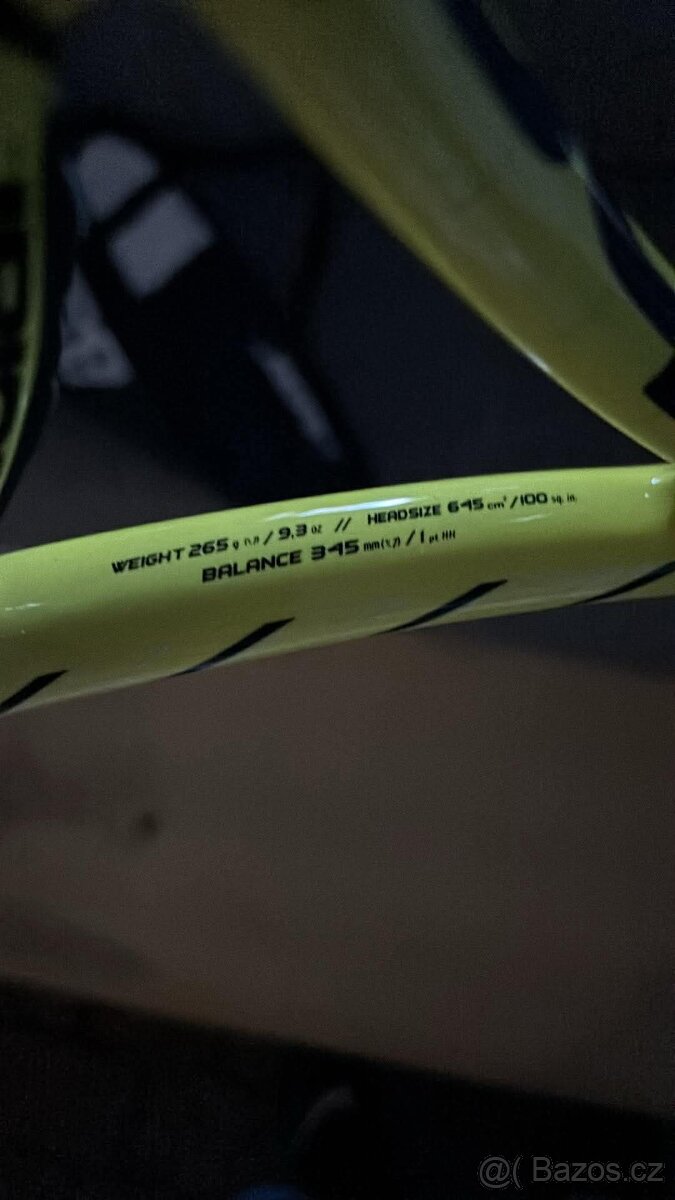 WEIGHT 265 g / 9,3 oz // HEADSIZE 645 cm² / 100 sq. in.
BALANCE 345 mm / 1 pt HH
@( Bazos.cz